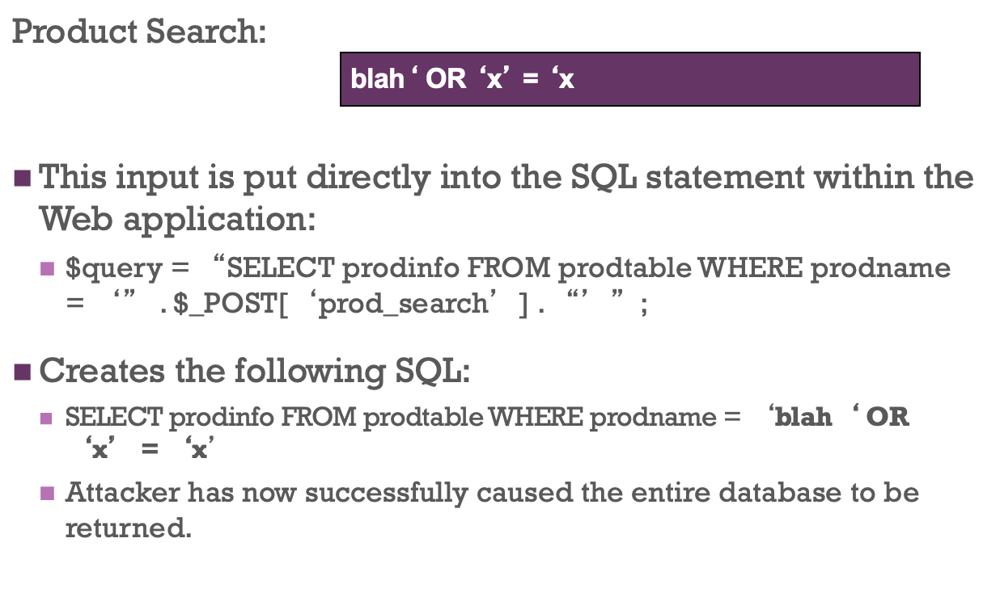 Product Search:
blah ‘ OR ‘x’ = ‘x
■ This input is put directly into the SQL statement within the
Web application:
■ $query = “SELECT prodinfo FROM prodtable WHERE prodname
= ‘” . $_POST[ ‘prod_search’ ] . “’ ” ;
■ Creates the following SQL:
■ SELECT prodinfo FROM prodtable WHERE prodname = ‘blah ‘ OR
‘x’ = ‘x’
■ Attacker has now successfully caused the entire database to be
returned.